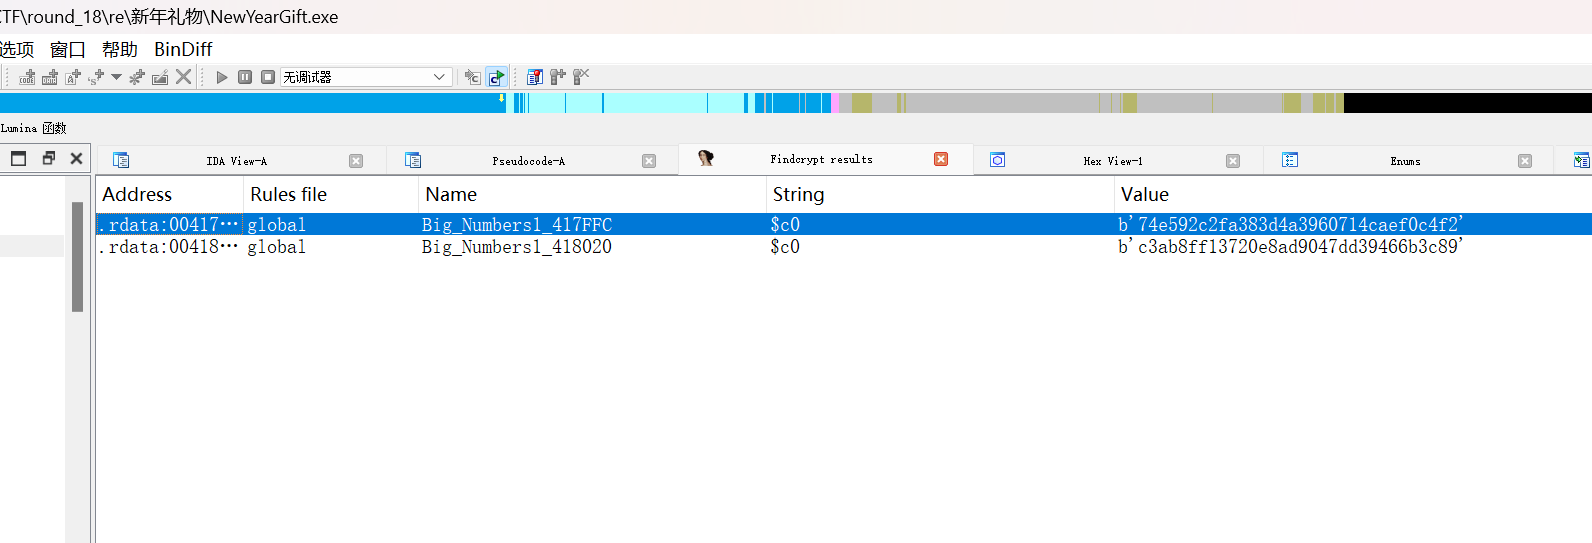 CTF\round_18\re\新年礼物\NewYearGift.exe
选项 窗口 帮助 BinDiff
无调试器
Lumina 函数
IDA View-A Pseudocode-A Findcrypt results Hex View-1 Enums
Address Rules file Name String Value
.rdata:00417··· global Big_Numbers1_417FFC $c0 b'74e592c2fa383d4a3960714caef0c4f2'
.rdata:00418··· global Big_Numbers1_418020 $c0 b'c3ab8ff13720e8ad9047dd39466b3c89'